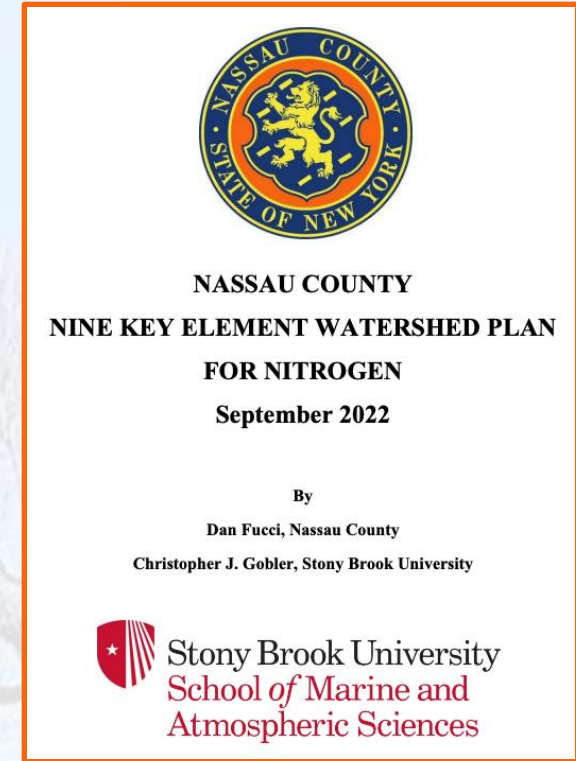 NASSAU COUNTY
STATE OF NEW YORK
NASSAU COUNTY
NINE KEY ELEMENT WATERSHED PLAN
FOR NITROGEN
September 2022
By
Dan Fucci, Nassau County
Christopher J. Gobler, Stony Brook University
Stony Brook University
School of Marine and
Atmospheric Sciences